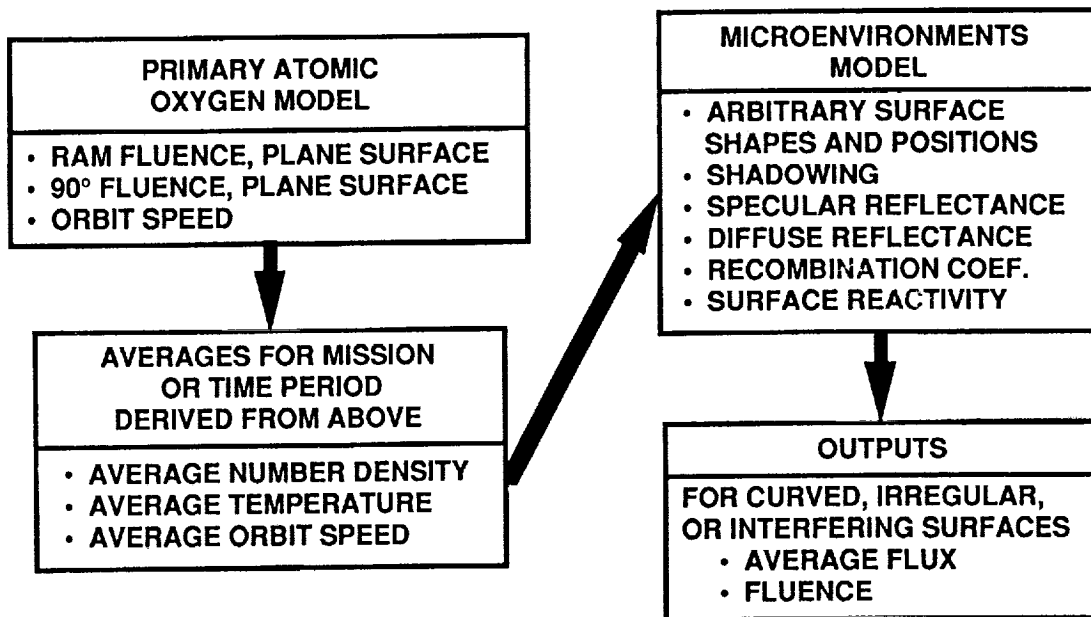 PRIMARY ATOMIC
OXYGEN MODEL
• RAM FLUENCE, PLANE SURFACE
• 90° FLUENCE, PLANE SURFACE
• ORBIT SPEED
AVERAGES FOR MISSION
OR TIME PERIOD
DERIVED FROM ABOVE
• AVERAGE NUMBER DENSITY
• AVERAGE TEMPERATURE
• AVERAGE ORBIT SPEED
MICROENVIRONMENTS
MODEL
• ARBITRARY SURFACE
SHAPES AND POSITIONS
• SHADOWING
• SPECULAR REFLECTANCE
• DIFFUSE REFLECTANCE
• RECOMBINATION COEF.
• SURFACE REACTIVITY
OUTPUTS
FOR CURVED, IRREGULAR,
OR INTERFERING SURFACES
• AVERAGE FLUX
• FLUENCE